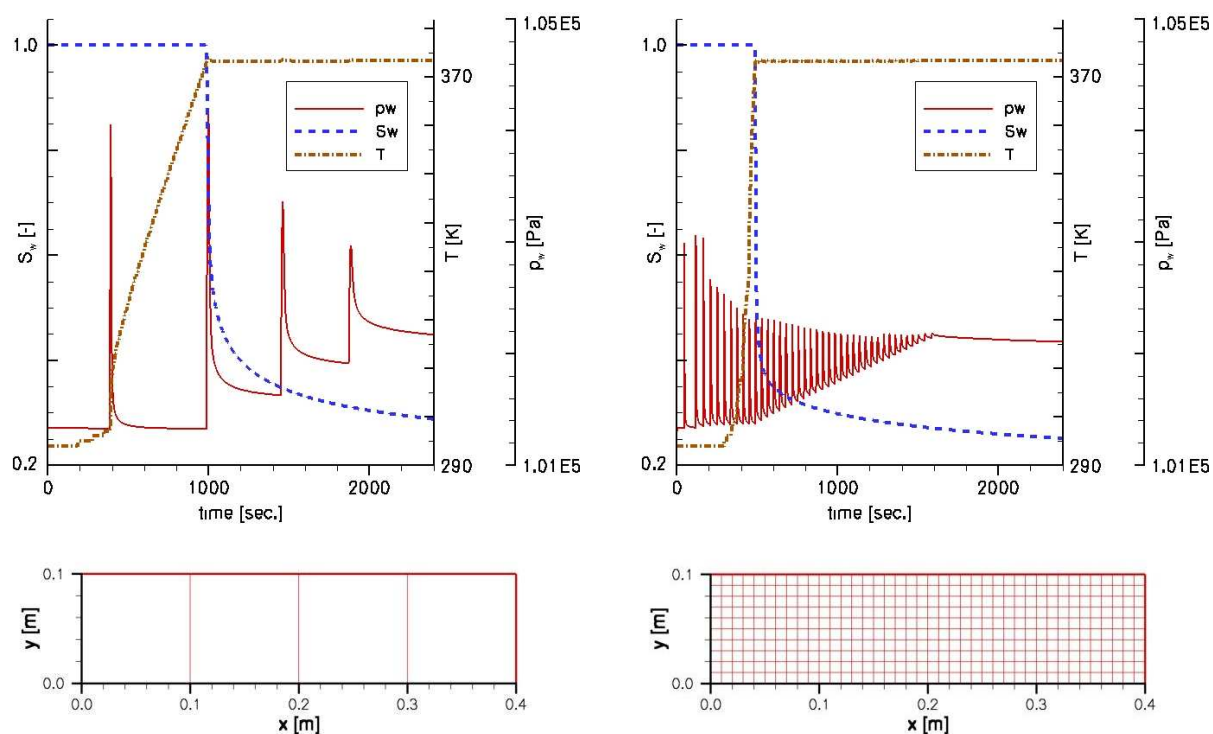 1.05E5
1.0
370
pw
Sw
T
S_w [-]
T [K]
p_w [Pa]
0.2
290
1.01E5
0
1000
2000
time [sec.]
1.05E5
370
pw
Sw
T
S_w [-]
T [K]
p_w [Pa]
1.0
0.2
290
1.01E5
0
1000
2000
time [sec.]
0.1
y [m]
0.0
0.0
0.1
0.2
0.3
0.4
x [m]
0.1
y [m]
0.0
0.0
0.1
0.2
0.3
0.4
x [m]